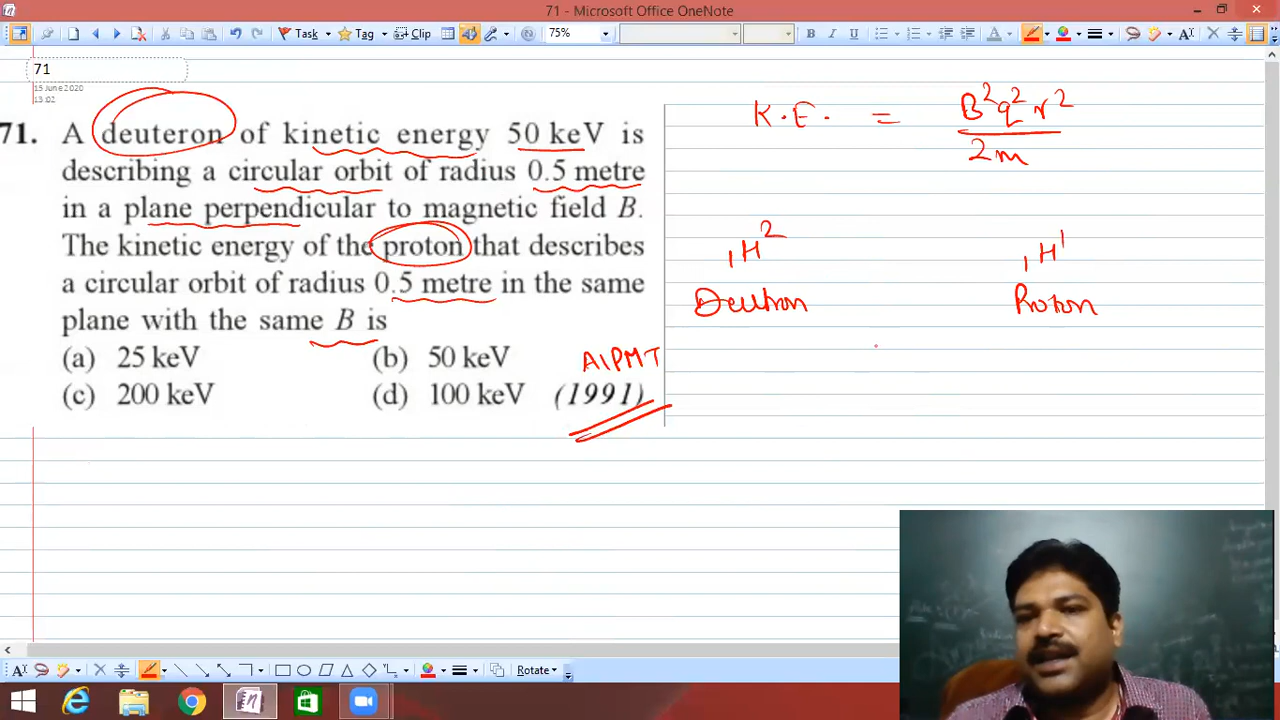 71 - Microsoft Office OneNote
Task Tag Clip 75%
71
15 June 2020
13:02
71. A deuteron of kinetic energy 50 keV is
describing a circular orbit of radius 0.5 metre
in a plane perpendicular to magnetic field B.
The kinetic energy of the proton that describes
a circular orbit of radius 0.5 metre in the same
plane with the same B is
(a) 25 keV (b) 50 keV
(c) 200 keV (d) 100 keV (1991)
AIPMT
K.E. = B²q²r² / 2m
₁H² ₁H¹
Deutron Proton
Rotate